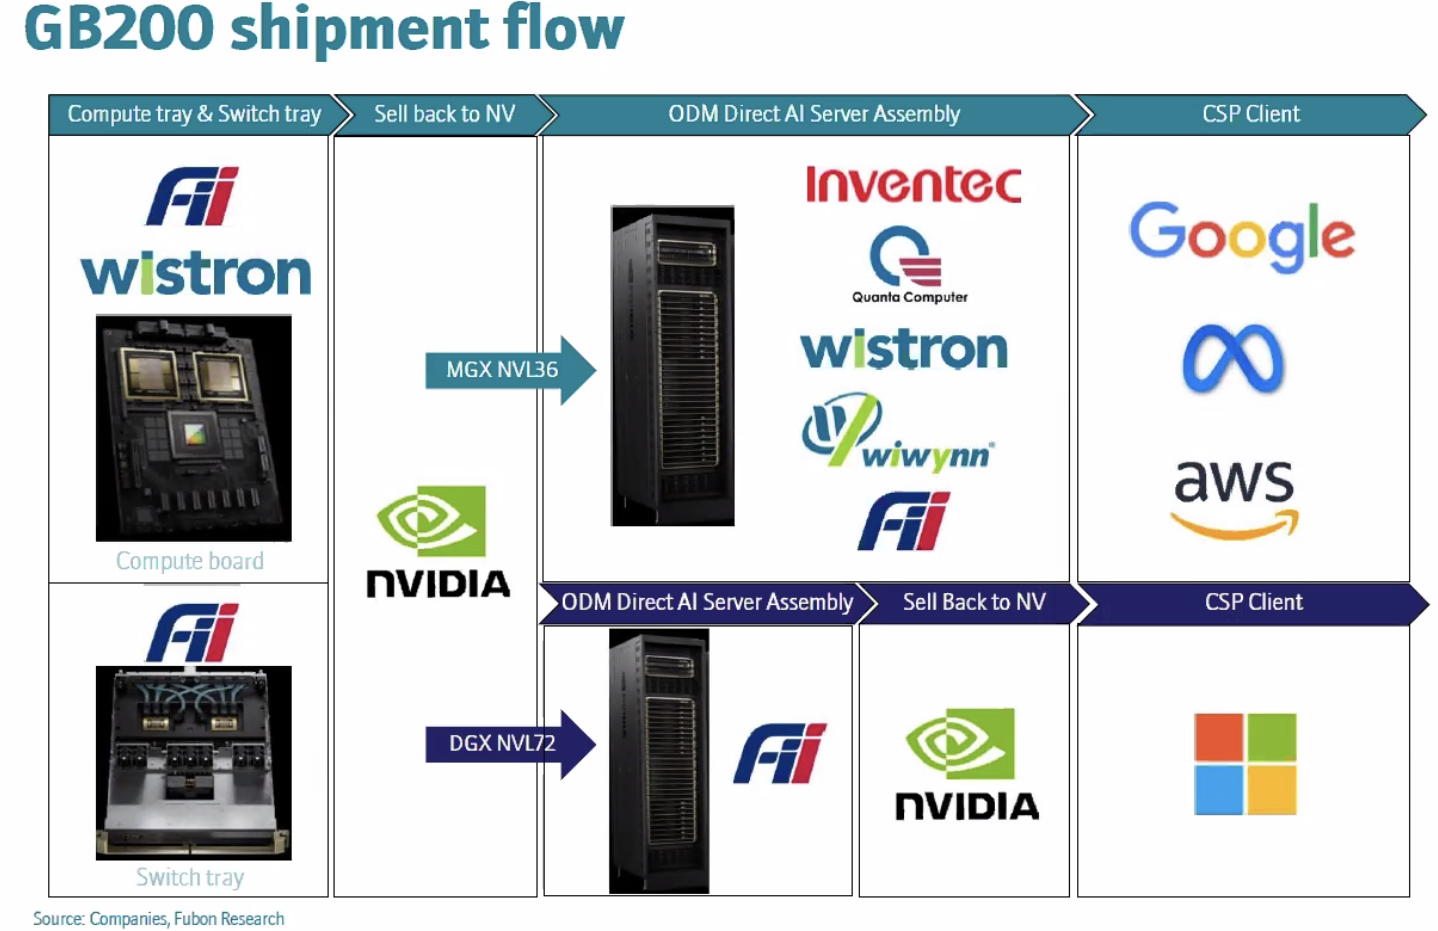 GB200 shipment flow
Compute tray & Switch tray
Sell back to NV
ODM Direct AI Server Assembly
CSP Client
Fii
wistron
Compute board
Fii
Switch tray
NVIDIA
MGX NVL36
Inventec
Quanta Computer
wistron
wiwynn
Fii
Google
aws
ODM Direct AI Server Assembly
Sell Back to NV
CSP Client
DGX NVL72
Fii
NVIDIA
Source: Companies, Fubon Research